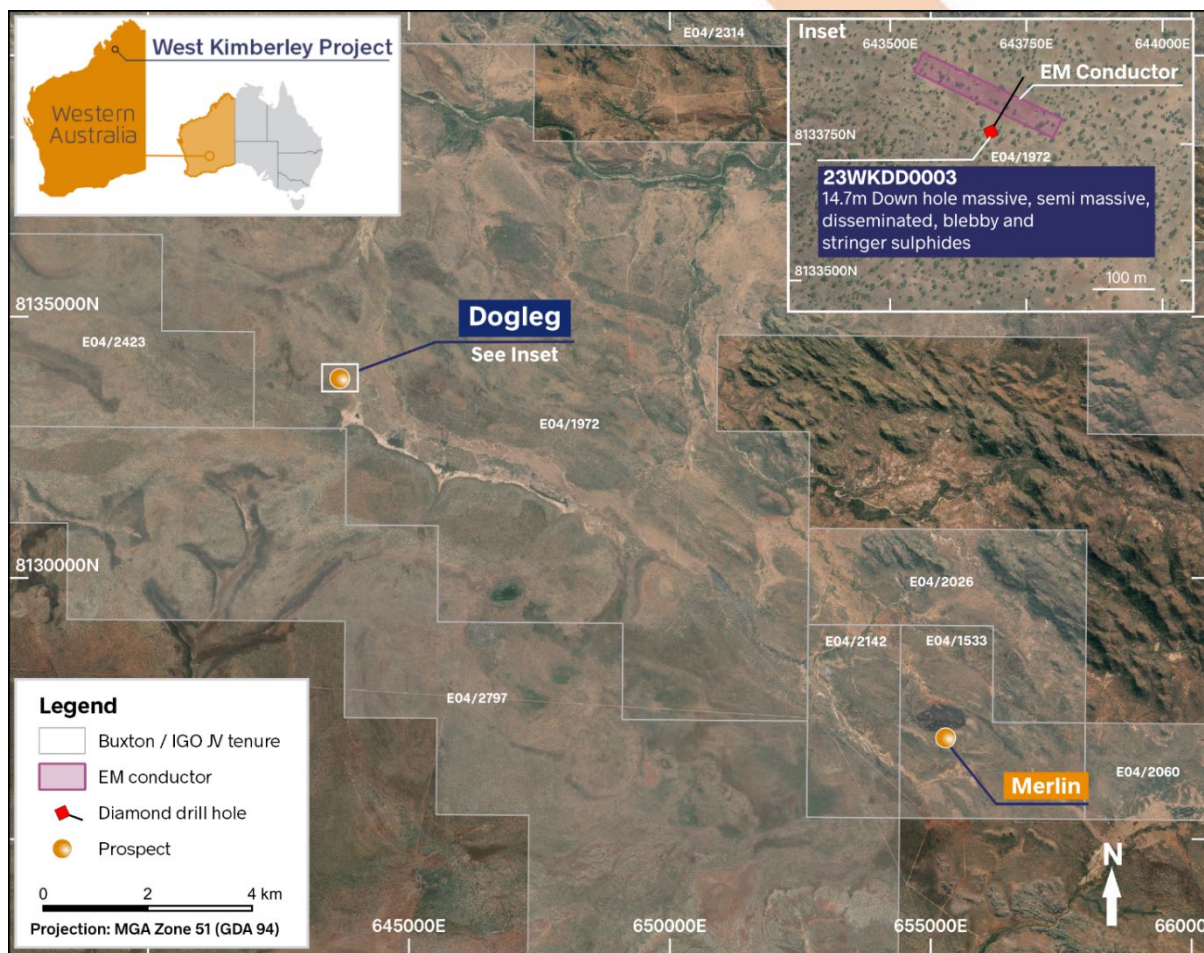 West Kimberley Project
Western
Australia
E04/2314
Inset
643500E
643750E
644000E
EM Conductor
8133750N
E04/1972
23WKDD0003
14.7m Down hole massive, semi massive,
disseminated, blebby and
stringer sulphides
8133500N
100 m
8135000N
E04/2423
Dogleg
See Inset
E04/1972
8130000N
E04/2026
E04/2142
E04/1533
E04/2797
Merlin
E04/2060
Legend
Buxton / IGO JV tenure
EM conductor
Diamond drill hole
Prospect
0 2 4 km
Projection: MGA Zone 51 (GDA 94)
N
645000E
650000E
655000E
66000